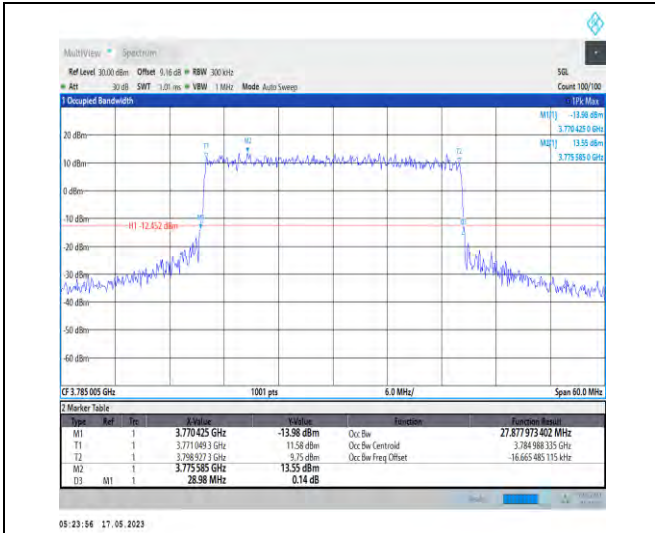 MultiView Spectrum
Ref Level 30.00 dBm Offset 9.16 dB RBW 300 kHz SGL
Att 30 dB SWT 1.01 ms VBW 1 MHz Mode Auto Sweep Count 100/100
1 Occupied Bandwidth 1Pk Max
M1[1] -13.98 dBm
3.770 425 0 GHz
M2[1] 13.55 dBm
3.775 585 0 GHz
20 dBm
T1 M2 T2
10 dBm
0 dBm
-10 dBm
H1 -12.452 dBm
-20 dBm
-30 dBm
-40 dBm
-50 dBm
-60 dBm
CF 3.785 005 GHz 1001 pts 6.0 MHz/ Span 60.0 MHz
2 Marker Table
Type Ref Trc X-Value Y-Value Function Function Result
M1 1 3.770425 GHz -13.98 dBm Occ Bw 27.877 973 402 MHz
T1 1 3.771 049 3 GHz 11.58 dBm Occ Bw Centroid 3.784 988 335 GHz
T2 1 3.798 927 3 GHz 9.75 dBm Occ Bw Freq Offset -16.665 485 115 kHz
M2 1 3.775585 GHz 13.55 dBm
D3 M1 1 28.98 MHz 0.14 dB
05:23:56 17.05.2023